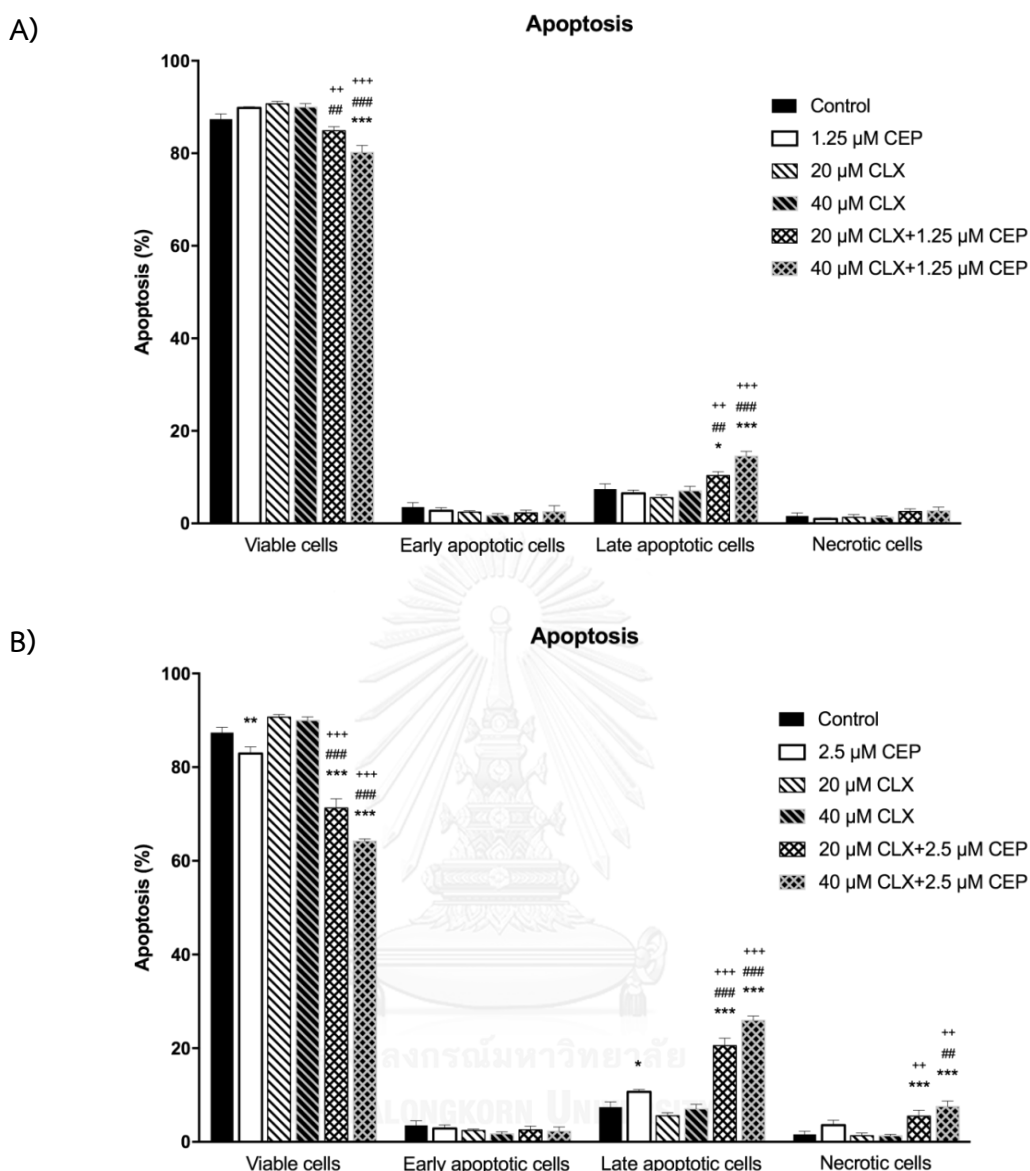 A)
Apoptosis
Apoptosis (%)
100
80
60
40
20
0
++
##
+++
###
***
++
##
*
+++
###
***
Viable cells
Early apoptotic cells
Late apoptotic cells
Necrotic cells
Control
1.25 µM CEP
20 µM CLX
40 µM CLX
20 µM CLX+1.25 µM CEP
40 µM CLX+1.25 µM CEP
B)
Apoptosis
Apoptosis (%)
100
80
60
40
20
0
**
+++
###
***
+++
###
***
*
+++
###
***
+++
###
***
++
***
++
##
***
Viable cells
Early apoptotic cells
Late apoptotic cells
Necrotic cells
Control
2.5 µM CEP
20 µM CLX
40 µM CLX
20 µM CLX+2.5 µM CEP
40 µM CLX+2.5 µM CEP